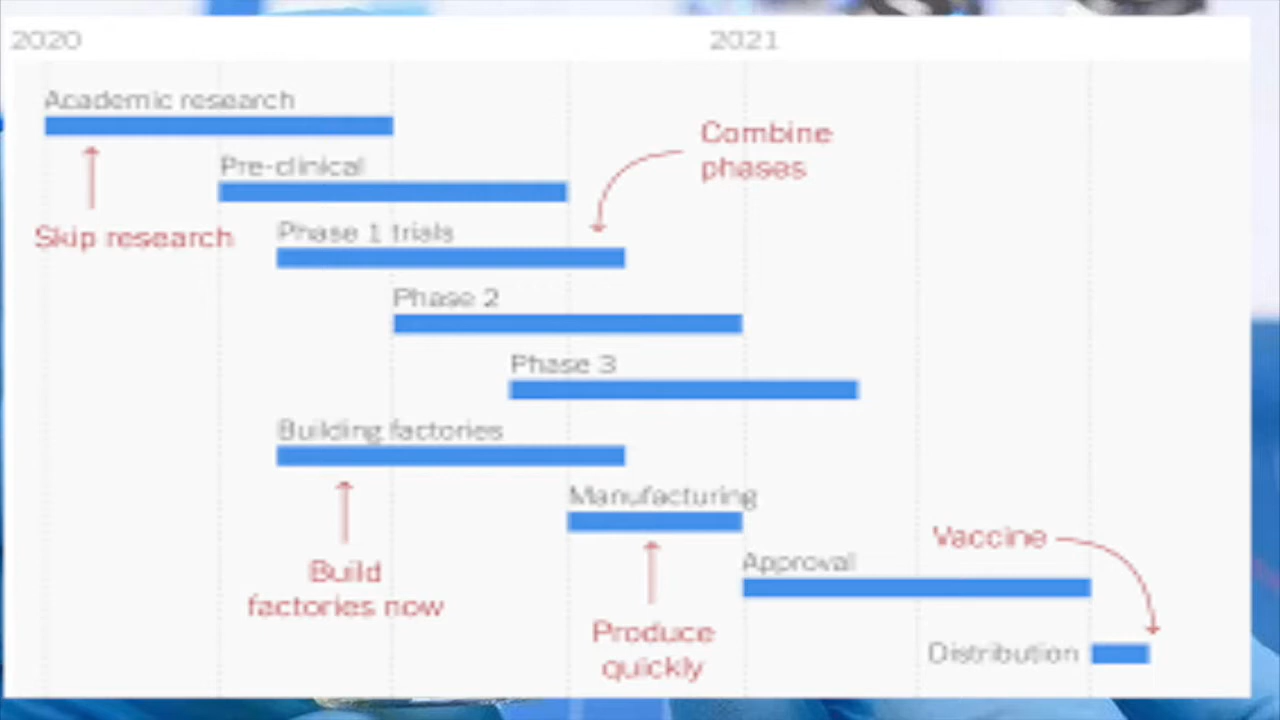 2020
2021
Academic research
Combine
phases
Pre-clinical
Skip research
Phase 1 trials
Phase 2
Phase 3
Building factories
Build
factories now
Manufacturing
Produce
quickly
Vaccine
Approval
Distribution